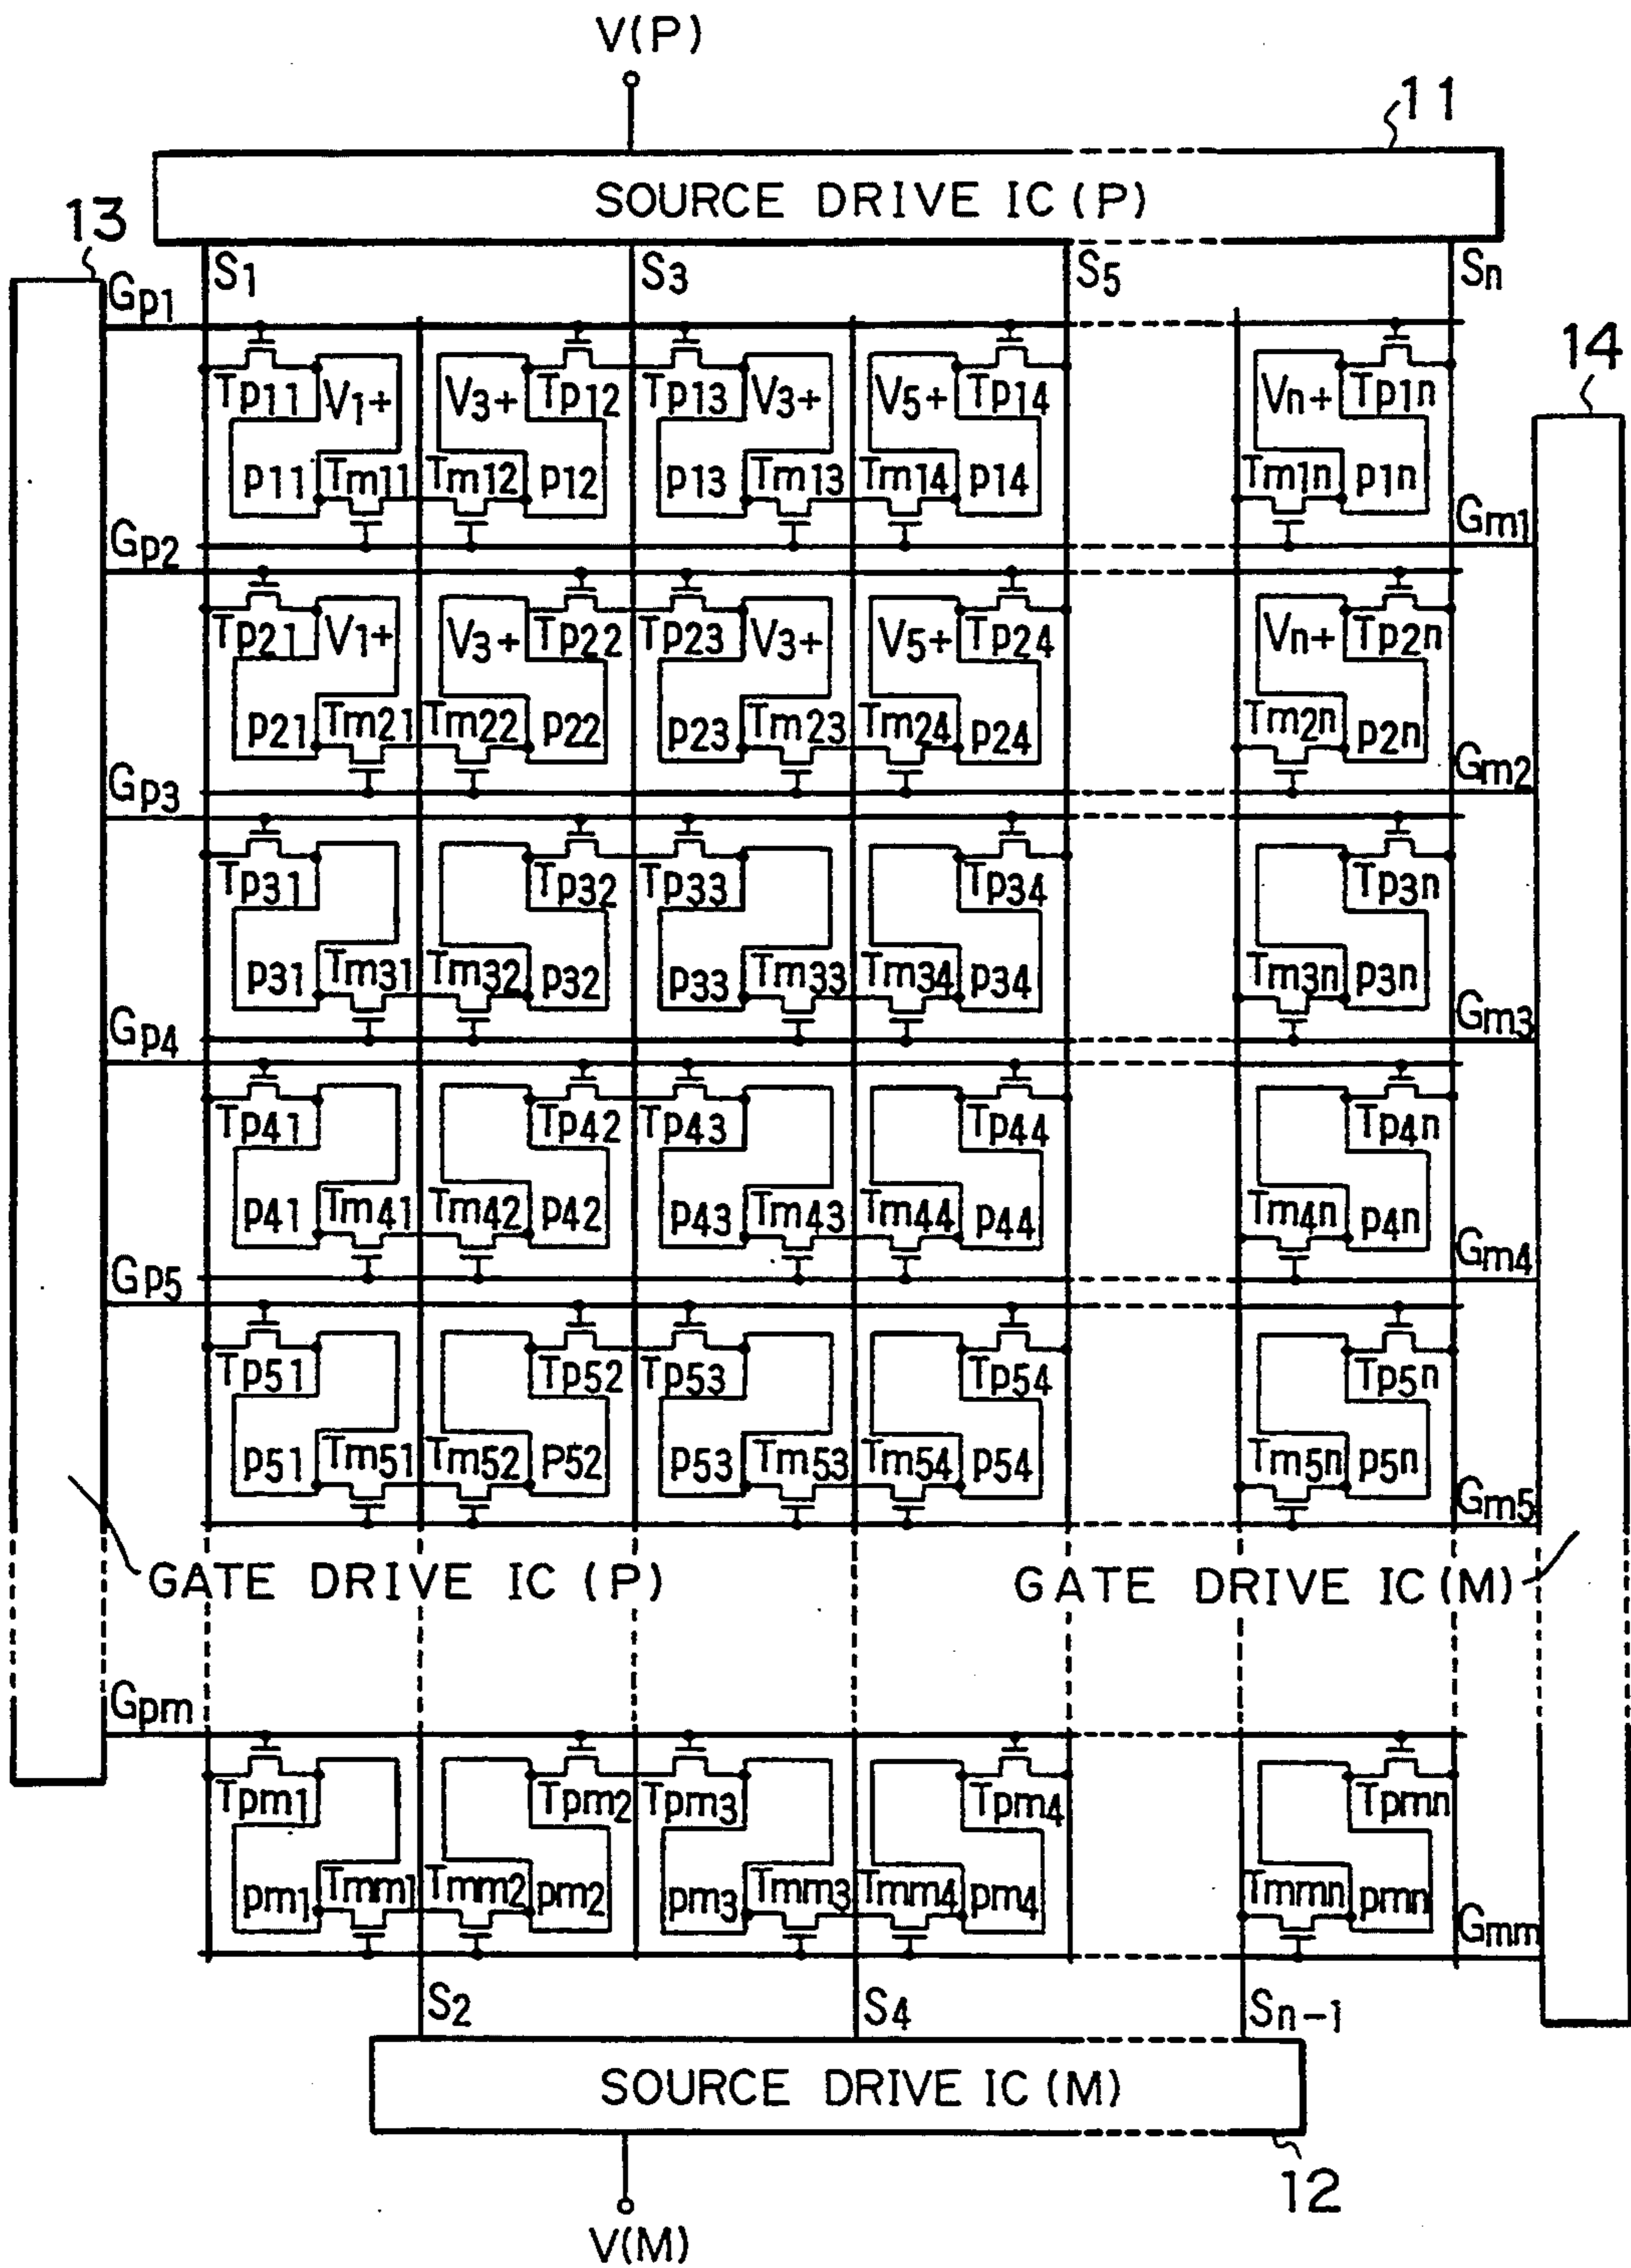 V(P)
11
SOURCE DRIVE IC (P)
13
S1 S3 S5 Sn
Gp1
14
Tp11 V1+ V3+ Tp12 Tp13 V3+ V5+ Tp14 Vn+ Tp1n
p11 Tm11 Tm12 p12 p13 Tm13 Tm14 p14 Tm1n p1n
Gm1
Gp2
Tp21 V1+ V3+ Tp22 Tp23 V3+ V5+ Tp24 Vn+ Tp2n
p21 Tm21 Tm22 p22 p23 Tm23 Tm24 p24 Tm2n p2n
Gm2
Gp3
Tp31 Tp32 Tp33 Tp34 Tp3n
p31 Tm31 Tm32 p32 p33 Tm33 Tm34 p34 Tm3n p3n
Gm3
Gp4
Tp41 Tp42 Tp43 Tp44 Tp4n
p41 Tm41 Tm42 p42 p43 Tm43 Tm44 p44 Tm4n p4n
Gm4
Gp5
Tp51 Tp52 Tp53 Tp54 Tp5n
p51 Tm51 Tm52 P52 p53 Tm53 Tm54 p54 Tm5n p5n
Gm5
GATE DRIVE IC (P) GATE DRIVE IC (M)
Gpm
Tpm1 Tpm2 Tpm3 Tpm4 Tpmn
pm1 Tmm1 Tmm2 pm2 pm3 Tmm3 Tmm4 pm4 Tmmn pmn
Gmm
S2 S4 Sn-1
SOURCE DRIVE IC (M)
12
V(M)